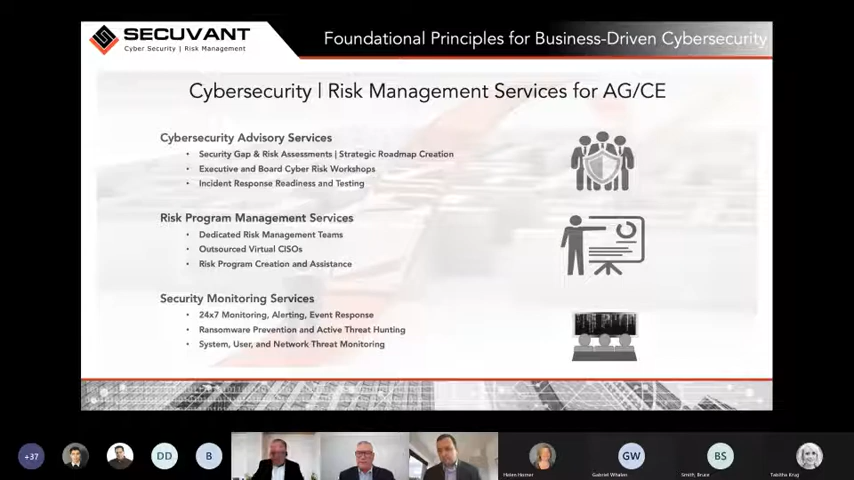 SECUVANT
Cyber Security | Risk Management
Foundational Principles for Business-Driven Cybersecurity
Cybersecurity | Risk Management Services for AG/CE
Cybersecurity Advisory Services
• Security Gap & Risk Assessments | Strategic Roadmap Creation
• Executive and Board Cyber Risk Workshops
• Incident Response Readiness and Testing
Risk Program Management Services
• Dedicated Risk Management Teams
• Outsourced Virtual CISOs
• Risk Program Creation and Assistance
Security Monitoring Services
• 24x7 Monitoring, Alerting, Event Response
• Ransomware Prevention and Active Threat Hunting
• System, User, and Network Threat Monitoring
+37
DD
B
GW
BS
Smith, Bruce
Tabitha Krug